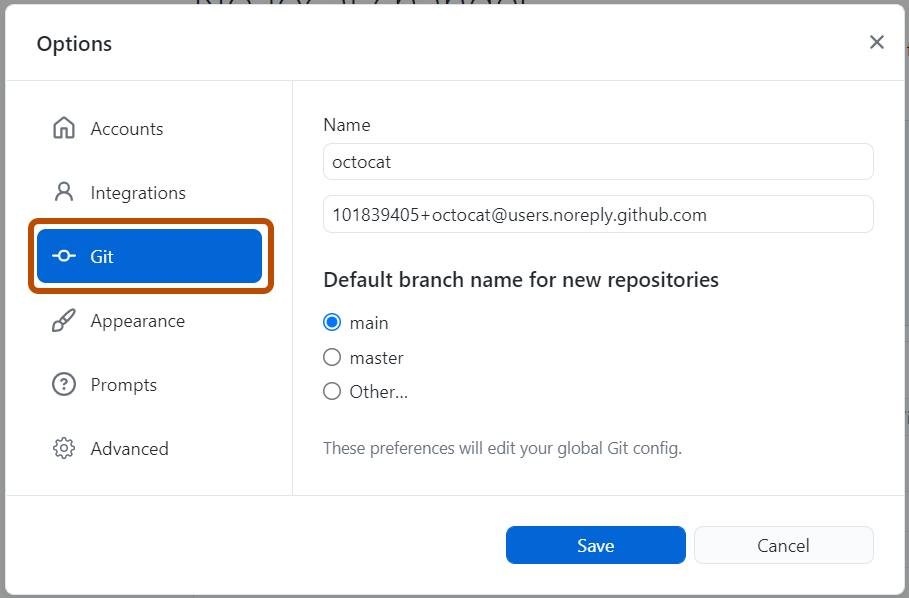 Options
Accounts
Integrations
Git
Appearance
Prompts
Advanced
Name
octocat
101839405+octocat@users.noreply.github.com
Default branch name for new repositories
main
master
Other...
These preferences will edit your global Git config.
Save
Cancel